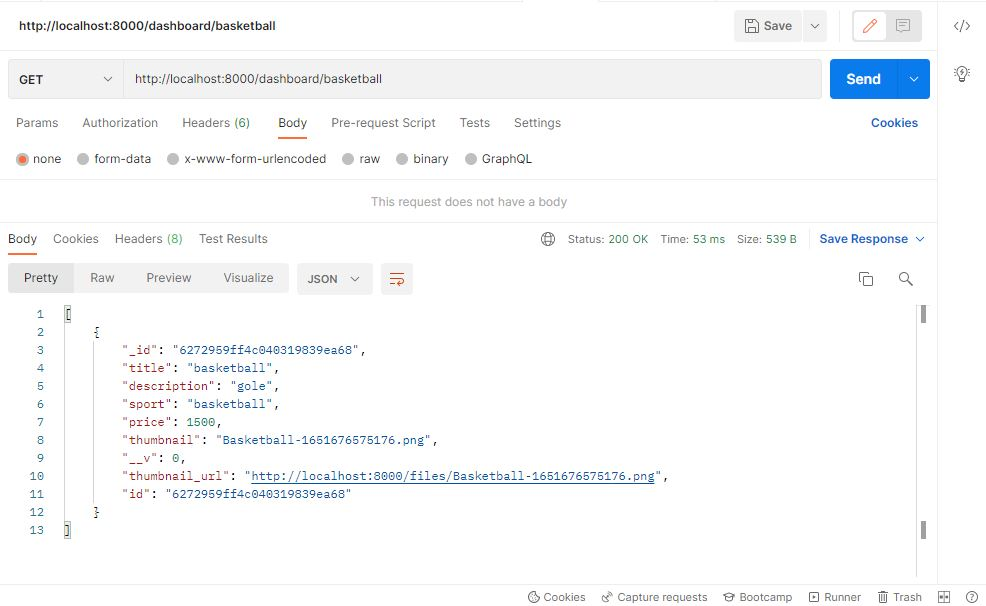 http://localhost:8000/dashboard/basketball Save
GET http://localhost:8000/dashboard/basketball Send
Params Authorization Headers (6) Body Pre-request Script Tests Settings Cookies
none form-data x-www-form-urlencoded raw binary GraphQL
This request does not have a body
Body Cookies Headers (8) Test Results Status: 200 OK Time: 53 ms Size: 539 B Save Response
Pretty Raw Preview Visualize JSON
1 [
2 {
3 "_id": "6272959ff4c040319839ea68",
4 "title": "basketball",
5 "description": "gole",
6 "sport": "basketball",
7 "price": 1500,
8 "thumbnail": "Basketball-1651676575176.png",
9 "__v": 0,
10 "thumbnail_url": "http://localhost:8000/files/Basketball-1651676575176.png",
11 "id": "6272959ff4c040319839ea68"
12 }
13 ]
Cookies Capture requests Bootcamp Runner Trash